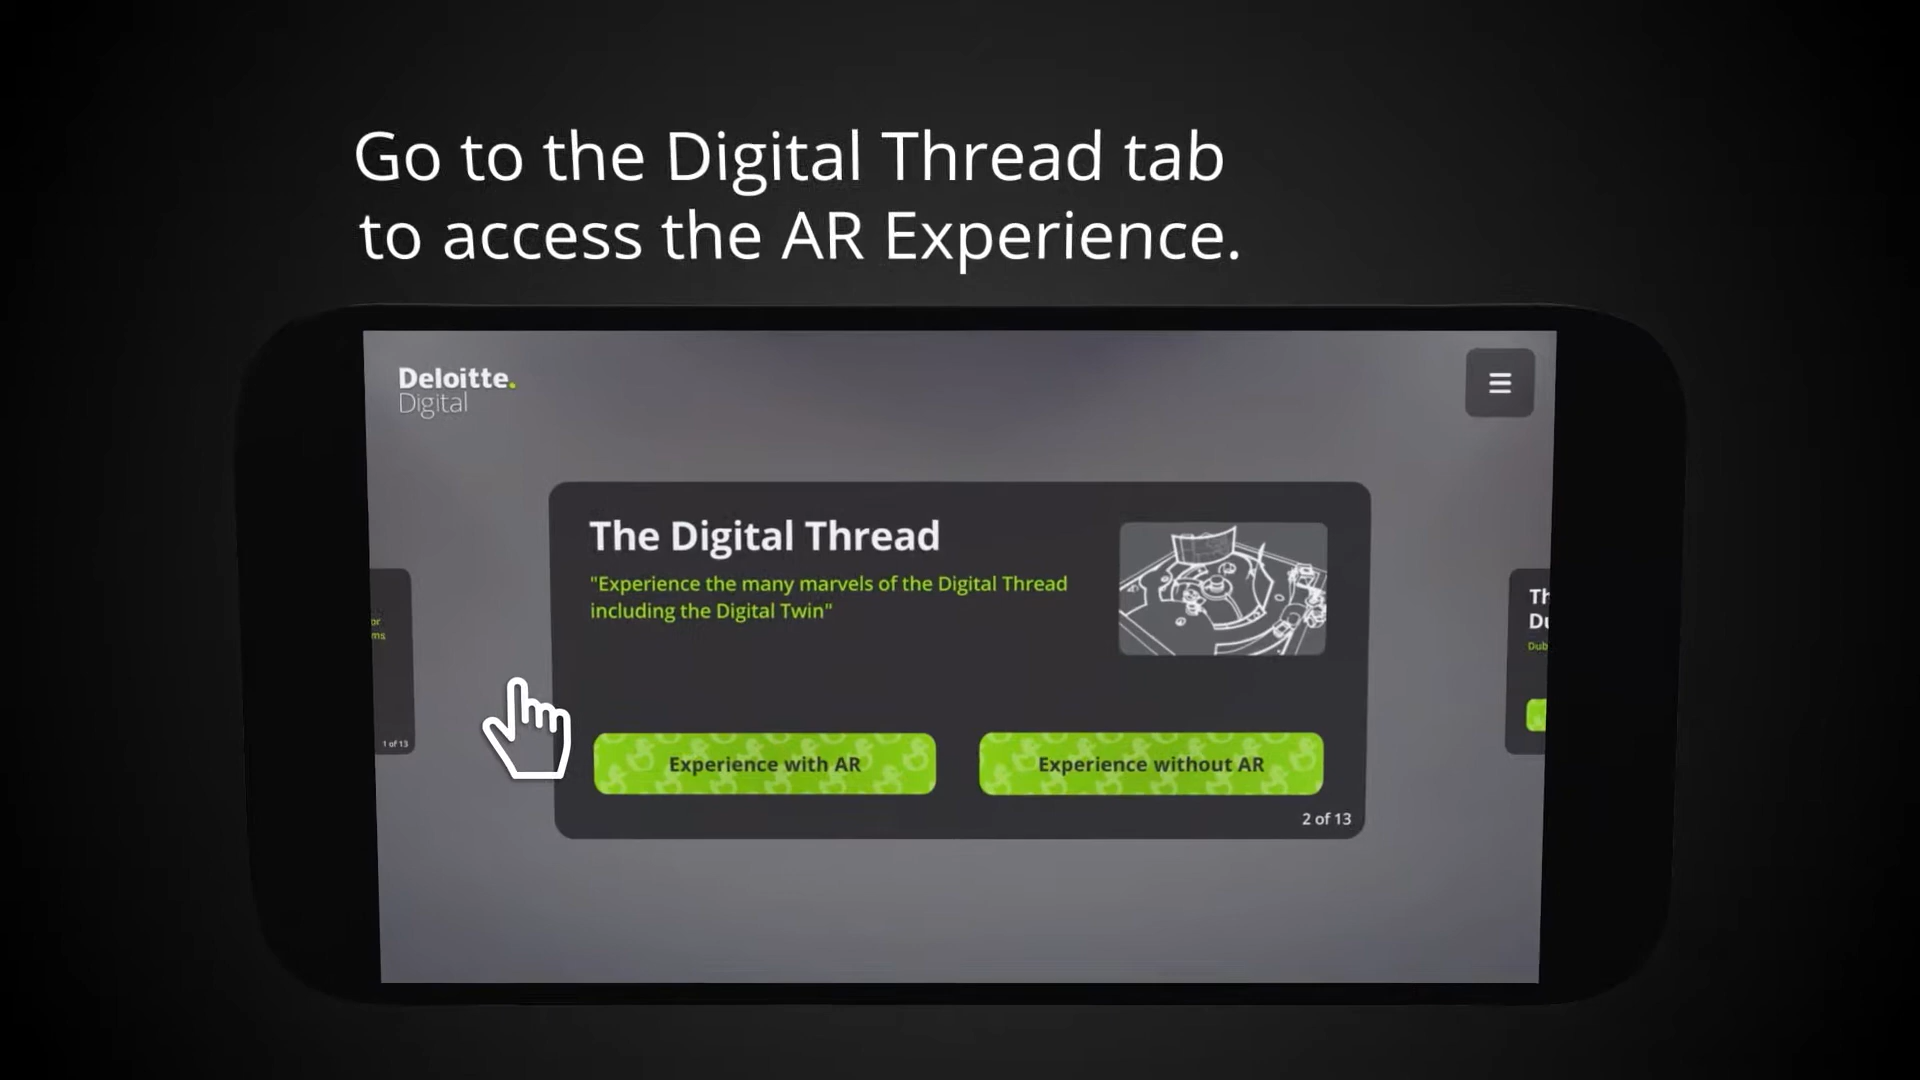 Go to the Digital Thread tab
to access the AR Experience.
Deloitte.
Digital
The Digital Thread
"Experience the many marvels of the Digital Thread
including the Digital Twin"
Experience with AR
Experience without AR
2 of 13
1 of 13